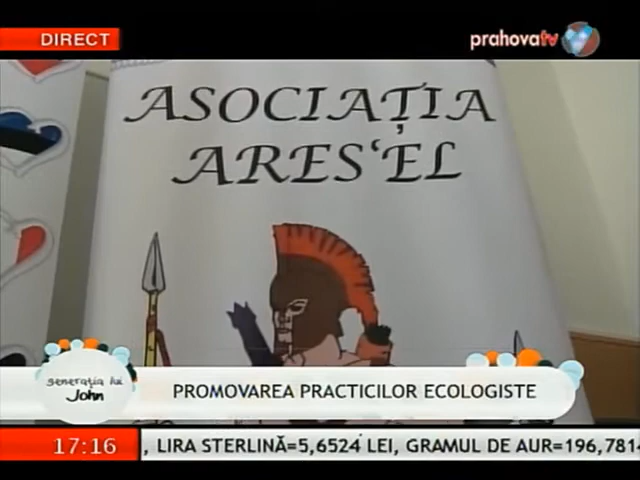 DIRECT
prahovatv
ASOCIAȚIA
ARES'EL
generația lui
John
PROMOVAREA PRACTICILOR ECOLOGISTE
17:16
, LIRA STERLINĂ=5,6524 LEI, GRAMUL DE AUR=196,7814